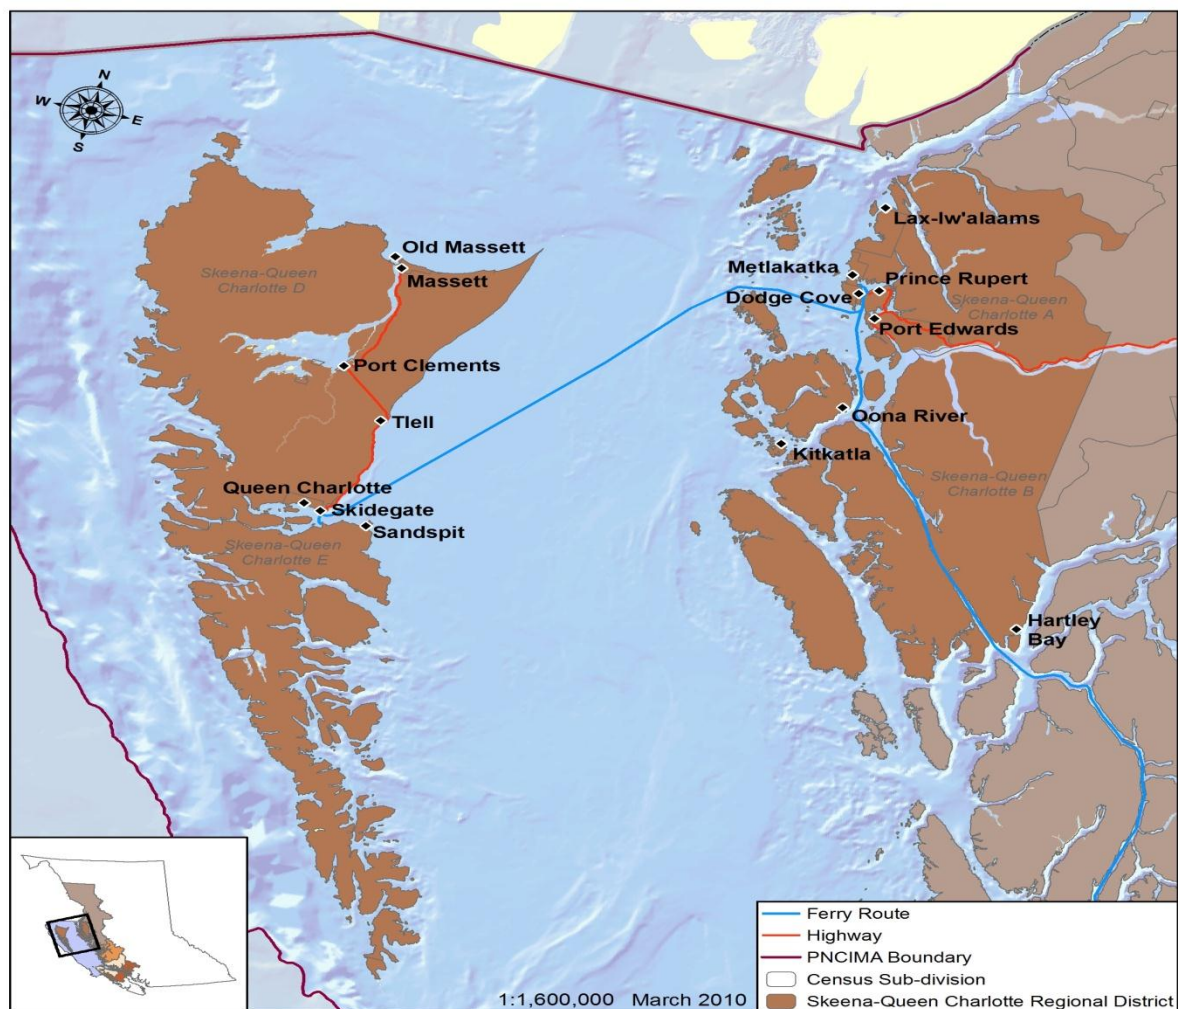 N
W
E
S
Lax-lw'alaams
Old Massett
Massett
Metlakatka
Prince Rupert
Skeena-Queen
Charlotte D
Dodge Cove
Skeena-Queen
Charlotte A
Port Edwards
Port Clements
Oona River
Tlell
Kitkatla
Skeena-Queen
Charlotte B
Queen Charlotte
Skidegate
Sandspit
Skeena-Queen
Charlotte E
Hartley
Bay
Ferry Route
Highway
PNCIMA Boundary
Census Sub-division
Skeena-Queen Charlotte Regional District
1:1,600,000 March 2010